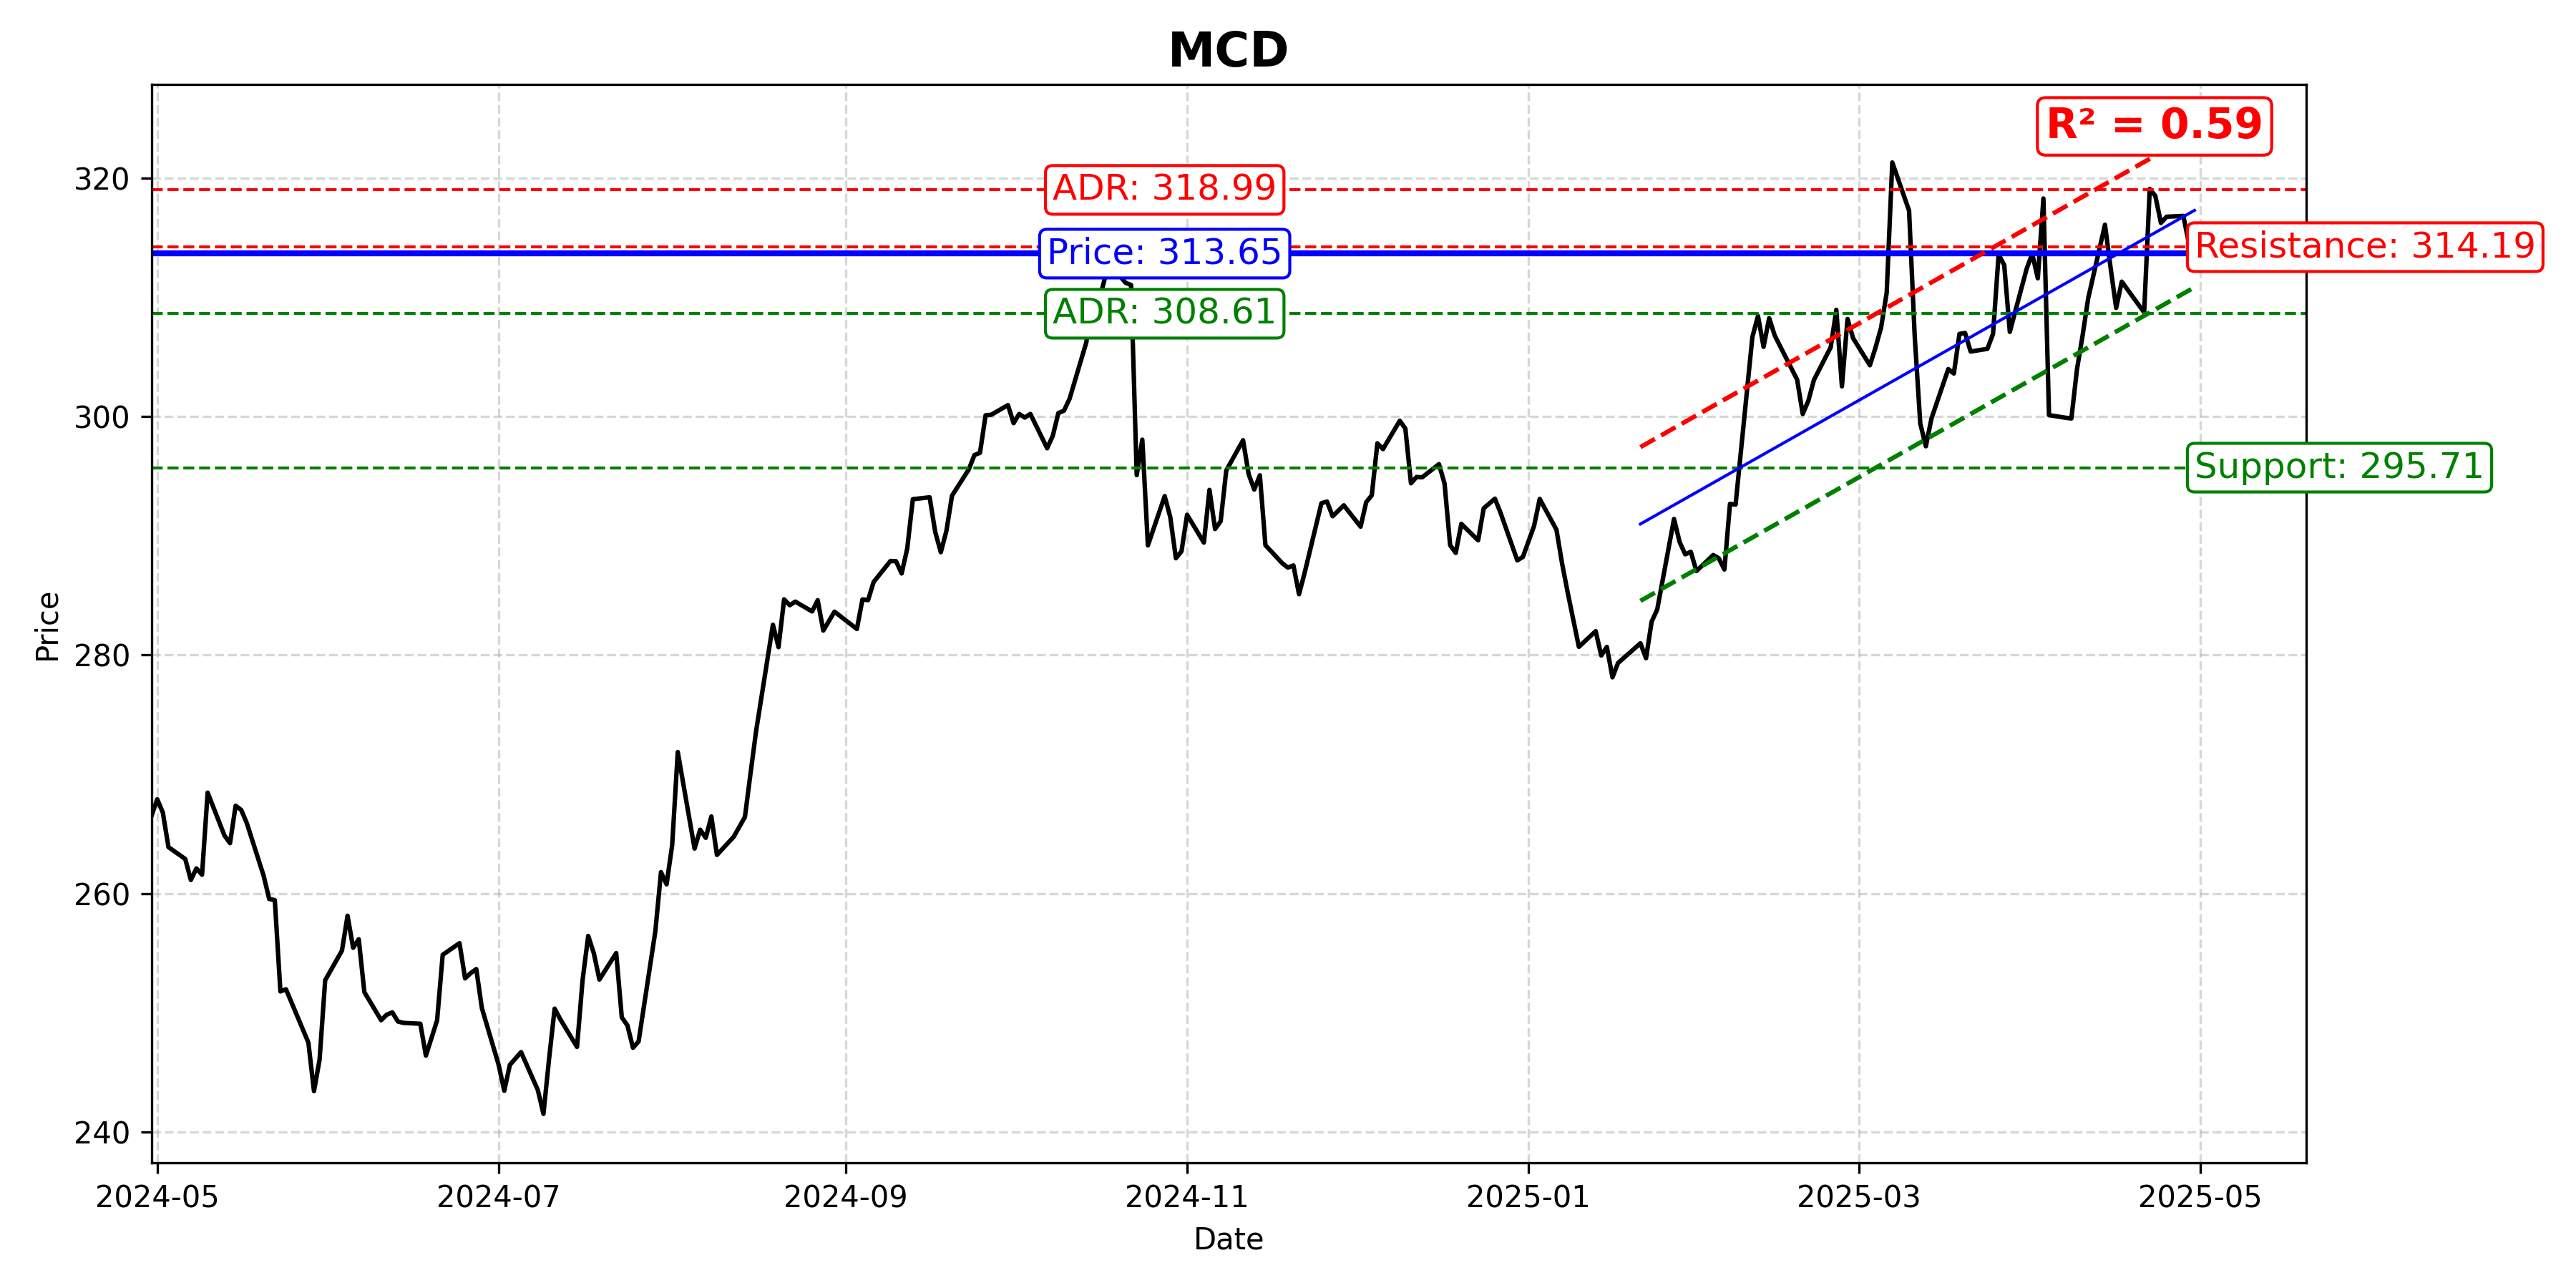 MCD
R² = 0.59
320
ADR: 318.99
Resistance: 314.19
Price: 313.65
ADR: 308.61
300
Support: 295.71
280
Price
260
240
2024-05 2024-07 2024-09 2024-11 2025-01 2025-03 2025-05
Date